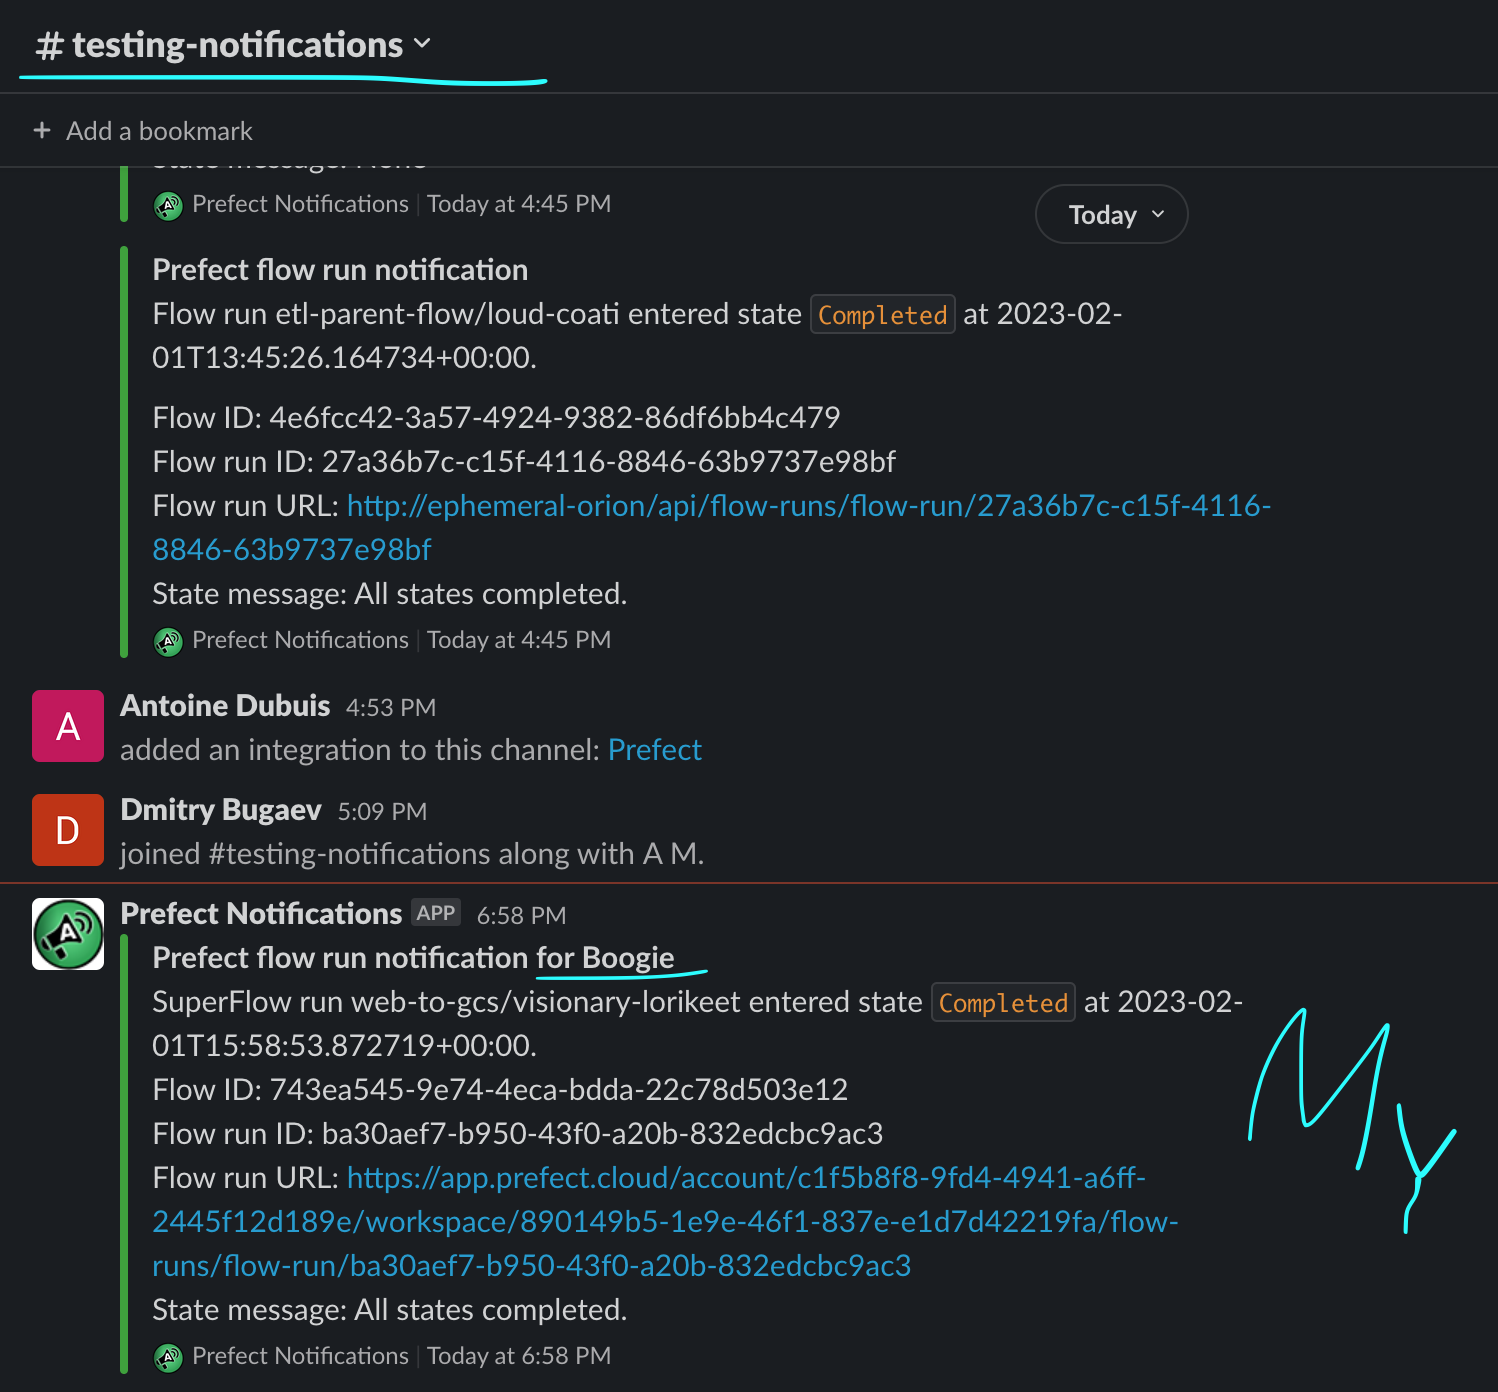 # testing-notifications
+ Add a bookmark
State message: None
Prefect Notifications | Today at 4:45 PM
Today
Prefect flow run notification
Flow run etl-parent-flow/loud-coati entered state Completed at 2023-02-
01T13:45:26.164734+00:00.
Flow ID: 4e6fcc42-3a57-4924-9382-86df6bb4c479
Flow run ID: 27a36b7c-c15f-4116-8846-63b9737e98bf
Flow run URL: http://ephemeral-orion/api/flow-runs/flow-run/27a36b7c-c15f-4116-
8846-63b9737e98bf
State message: All states completed.
Prefect Notifications | Today at 4:45 PM
A
Antoine Dubuis 4:53 PM
added an integration to this channel: Prefect
D
Dmitry Bugaev 5:09 PM
joined #testing-notifications along with A M.
A
Prefect Notifications APP 6:58 PM
Prefect flow run notification for Boogie
SuperFlow run web-to-gcs/visionary-lorikeet entered state Completed at 2023-02-
01T15:58:53.872719+00:00.
Flow ID: 743ea545-9e74-4eca-bdda-22c78d503e12
Flow run ID: ba30aef7-b950-43f0-a20b-832edcbc9ac3
Flow run URL: https://app.prefect.cloud/account/c1f5b8f8-9fd4-4941-a6ff-
2445f12d189e/workspace/890149b5-1e9e-46f1-837e-e1d7d42219fa/flow-
runs/flow-run/ba30aef7-b950-43f0-a20b-832edcbc9ac3
State message: All states completed.
Prefect Notifications | Today at 6:58 PM
My